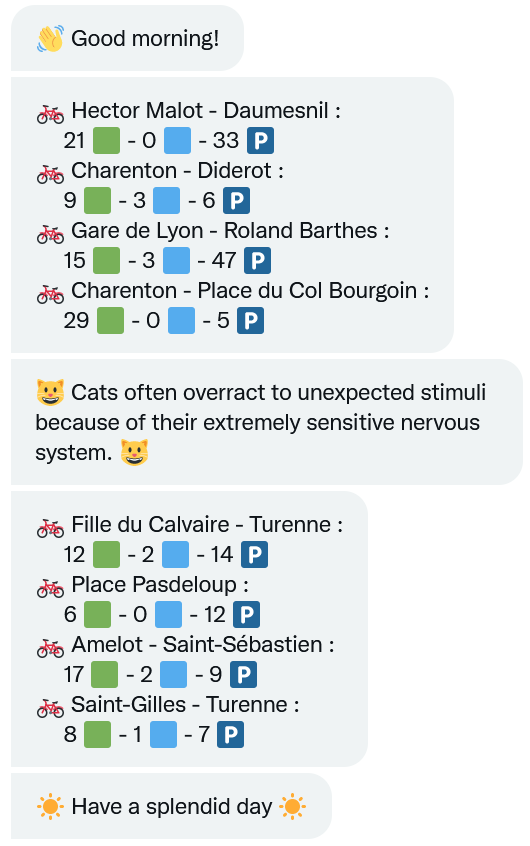 👋 Good morning!
🚲 Hector Malot - Daumesnil :
21 🟩 - 0 🟦 - 33 🅿️
🚲 Charenton - Diderot :
9 🟩 - 3 🟦 - 6 🅿️
🚲 Gare de Lyon - Roland Barthes :
15 🟩 - 3 🟦 - 47 🅿️
🚲 Charenton - Place du Col Bourgoin :
29 🟩 - 0 🟦 - 5 🅿️
😺 Cats often overract to unexpected stimuli
because of their extremely sensitive nervous
system. 😺
🚲 Fille du Calvaire - Turenne :
12 🟩 - 2 🟦 - 14 🅿️
🚲 Place Pasdeloup :
6 🟩 - 0 🟦 - 12 🅿️
🚲 Amelot - Saint-Sébastien :
17 🟩 - 2 🟦 - 9 🅿️
🚲 Saint-Gilles - Turenne :
8 🟩 - 1 🟦 - 7 🅿️
☀️ Have a splendid day ☀️